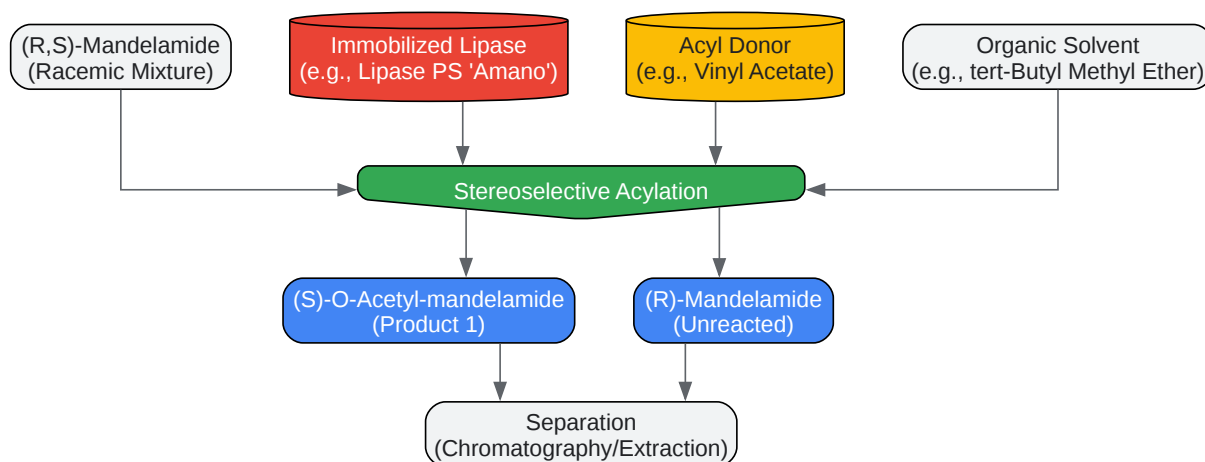 (R,S)-Mandelamide
(Racemic Mixture)
Immobilized Lipase
(e.g., Lipase PS 'Amano')
Acyl Donor
(e.g., Vinyl Acetate)
Organic Solvent
(e.g., tert-Butyl Methyl Ether)
Stereoselective Acylation
(S)-O-Acetyl-mandelamide
(Product 1)
(R)-Mandelamide
(Unreacted)
Separation
(Chromatography/Extraction)